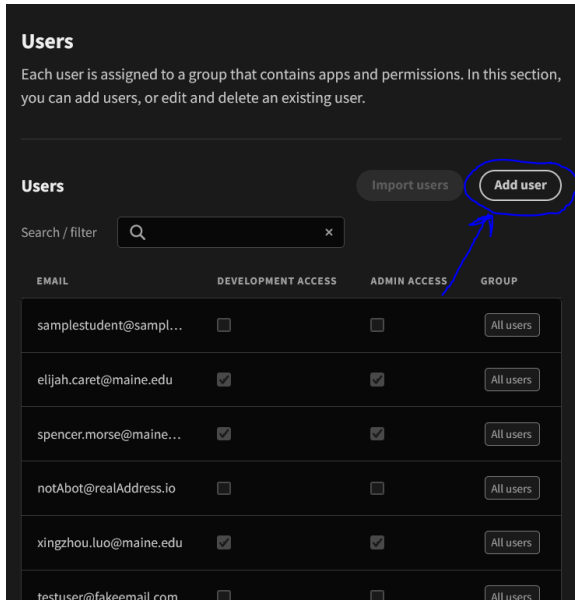 Users
Each user is assigned to a group that contains apps and permissions. In this section,
you can add users, or edit and delete an existing user.
Users
Import users
Add user
Search / filter
×
EMAIL DEVELOPMENT ACCESS ADMIN ACCESS GROUP
samplestudent@sampl... All users
elijah.caret@maine.edu All users
spencer.morse@maine... All users
notAbot@realAddress.io All users
xingzhou.luo@maine.edu All users
testuser@fakeemail.com All users